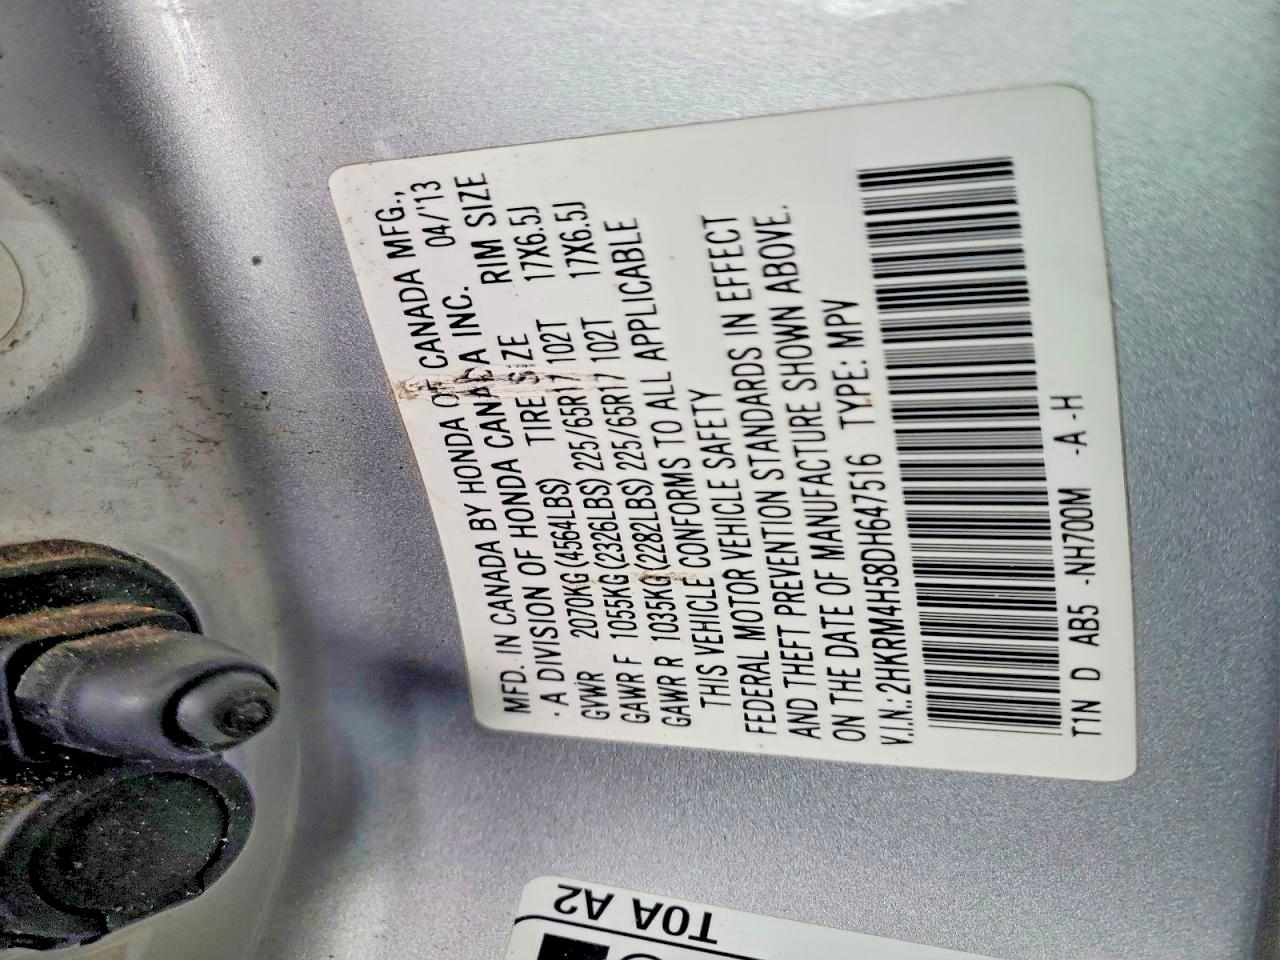 MFD. IN CANADA BY HONDA OF CANADA MFG.,
- A DIVISION OF HONDA CANADA INC. 04/'13
TIRE SIZE RIM SIZE
GVWR 2070KG(4564LBS)
GAWR F 1055KG(2326LBS) 225/65R17 102T 17X6.5J
GAWR R 1035KG(2282LBS) 225/65R17 102T 17X6.5J
THIS VEHICLE CONFORMS TO ALL APPLICABLE
FEDERAL MOTOR VEHICLE SAFETY
AND THEFT PREVENTION STANDARDS IN EFFECT
ON THE DATE OF MANUFACTURE SHOWN ABOVE.
V.I.N.:2HKRM4H58DH647516 TYPE: MPV
T1N D AB5 -NH700M -A -H
T0A A2